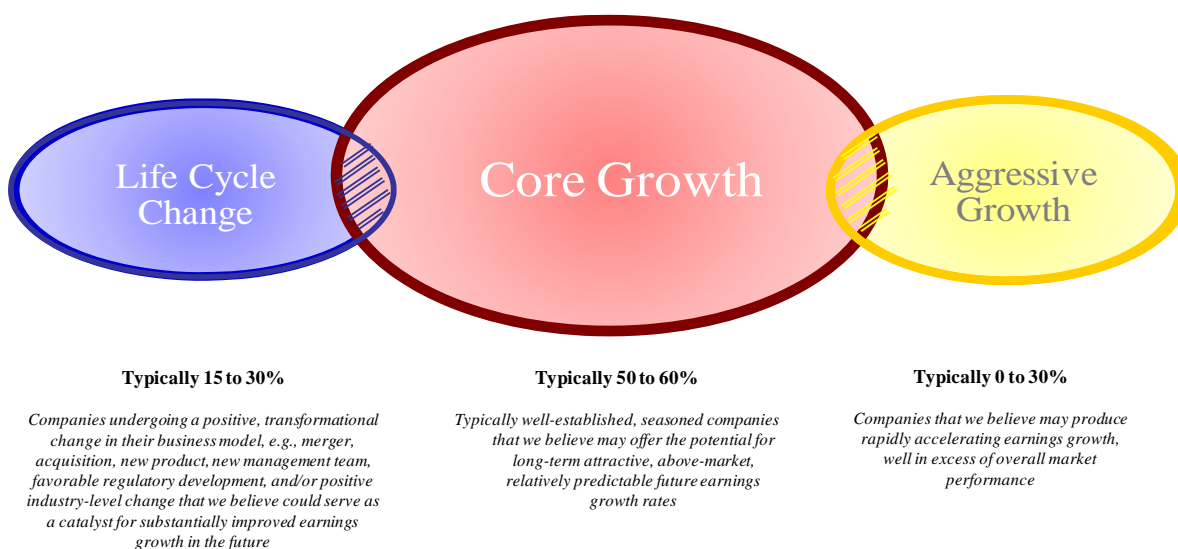 Life Cycle
Change
Core Growth
Aggressive
Growth
Typically 15 to 30%
Companies undergoing a positive, transformational
change in their business model, e.g., merger,
acquisition, new product, new management team,
favorable regulatory development, and/or positive
industry-level change that we believe could serve as
a catalyst for substantially improved earnings
growth in the future
Typically 50 to 60%
Typically well-established, seasoned companies
that we believe may offer the potential for
long-term attractive, above-market,
relatively predictable future earnings
growth rates
Typically 0 to 30%
Companies that we believe may produce
rapidly accelerating earnings growth,
well in excess of overall market
performance